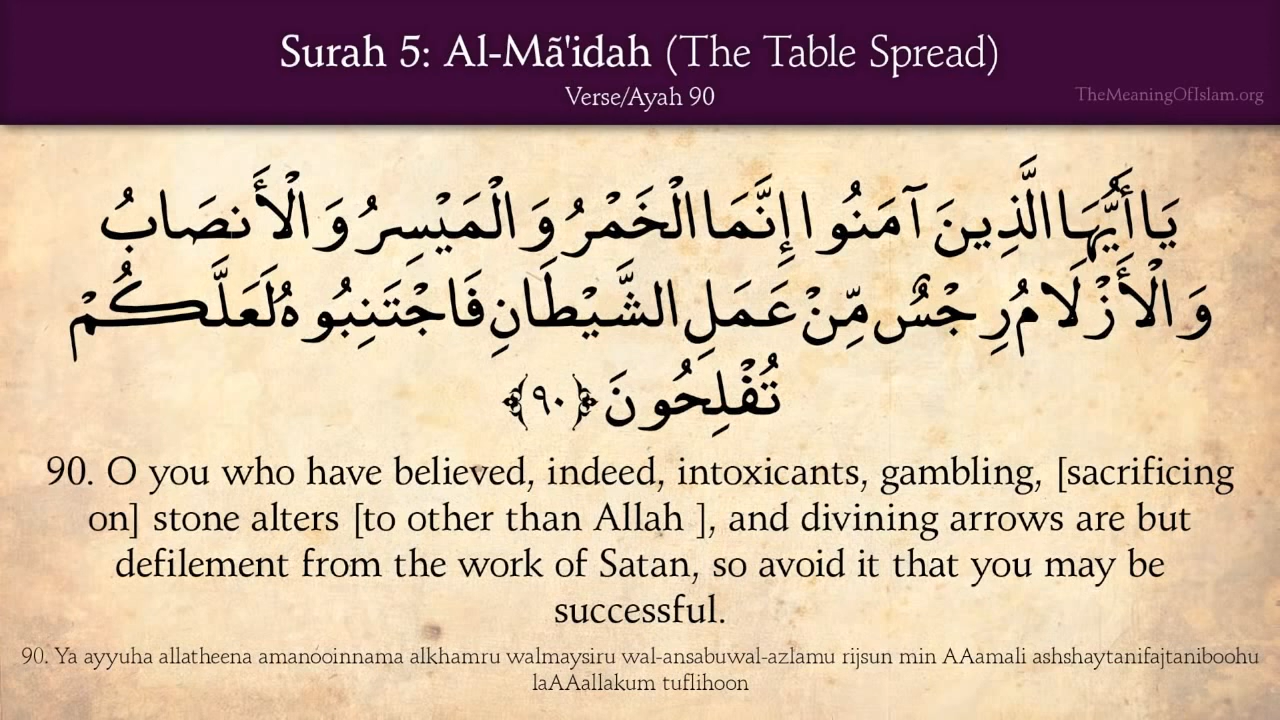 Surah 5: Al-Mã'idah (The Table Spread)
Verse/Ayah 90
TheMeaningOfIslam.org
يَا أَيُّهَا الَّذِينَ آمَنُوا إِنَّمَا الْخَمْرُ وَالْمَيْسِرُ وَالْأَنصَابُ
وَالْأَزْلَامُ رِجْسٌ مِّنْ عَمَلِ الشَّيْطَانِ فَاجْتَنِبُوهُ لَعَلَّكُمْ
تُفْلِحُونَ ﴿٩٠﴾
90. O you who have believed, indeed, intoxicants, gambling, [sacrificing
on] stone alters [to other than Allah ], and divining arrows are but
defilement from the work of Satan, so avoid it that you may be
successful.
90. Ya ayyuha allatheena amanooinnama alkhamru walmaysiru wal-ansabuwal-azlamu rijsun min AAamali ashshaytanifajtaniboohu
laAAallakum tuflihoon